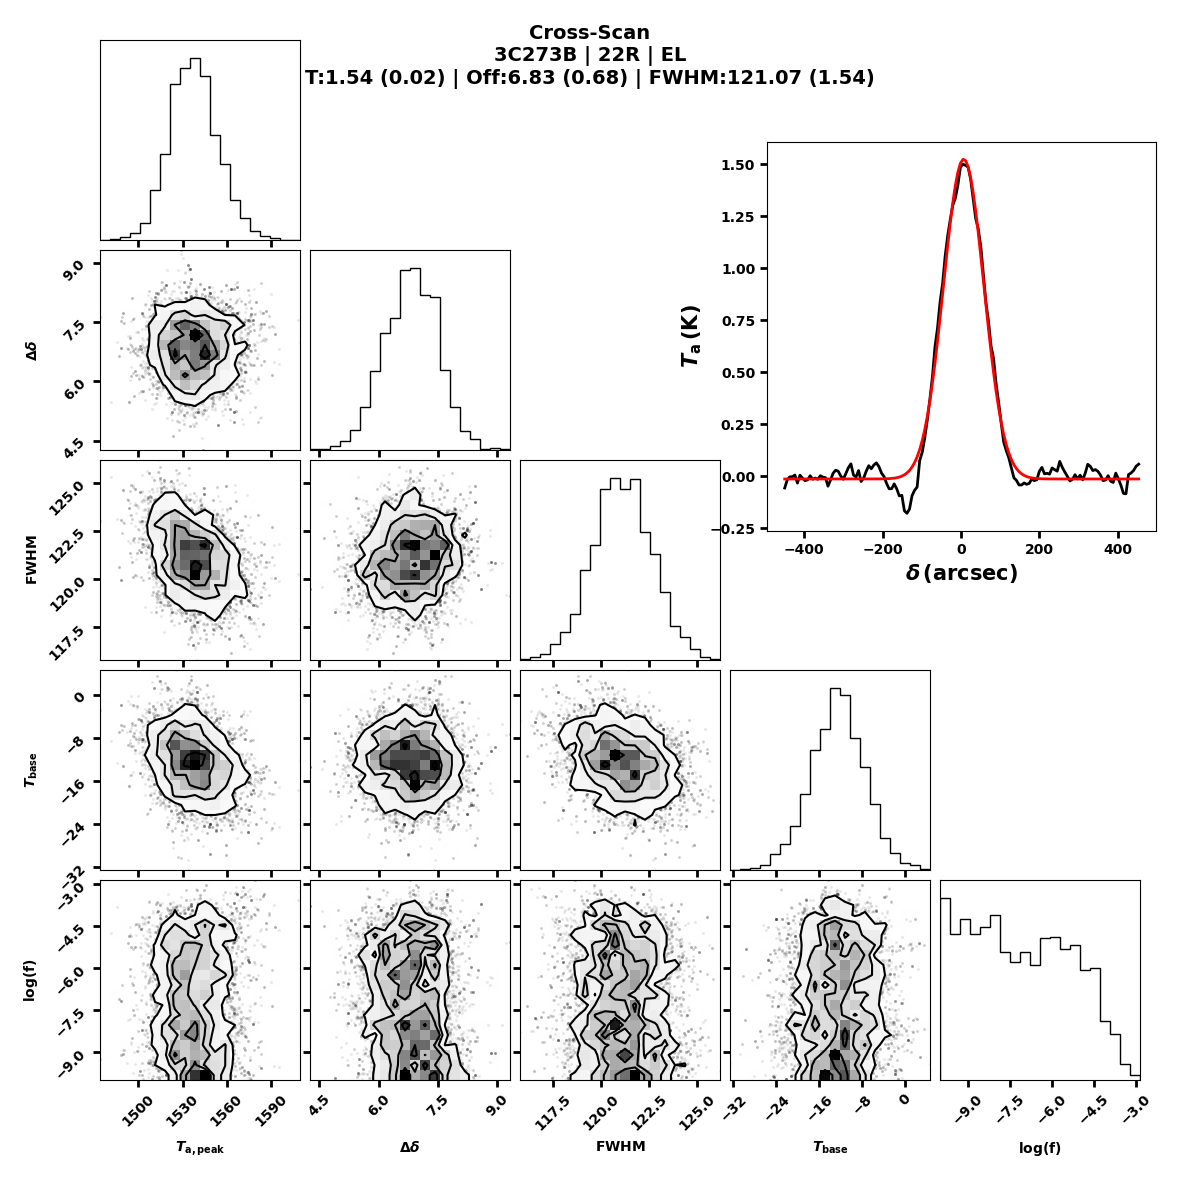 Cross-Scan
3C273B | 22R | EL
T:1.54 (0.02) | Off:6.83 (0.68) | FWHM:121.07 (1.54)
1.50
1.25
1.00
0.75
0.50
0.25
0.00
−0.25
Ta (K)
−400 −200 0 200 400
δ (arcsec)
9.0
7.5
6.0
4.5
Δδ
125.0
122.5
120.0
117.5
FWHM
0
−8
−16
−24
−32
Tbase
−3.0
−4.5
−6.0
−7.5
−9.0
log(f)
1500 1530 1560 1590 4.5 6.0 7.5 9.0 117.5 120.0 122.5 125.0 −32 −24 −16 −8 0 −9.0 −7.5 −6.0 −4.5 −3.0
Ta,peak Δδ FWHM Tbase log(f)